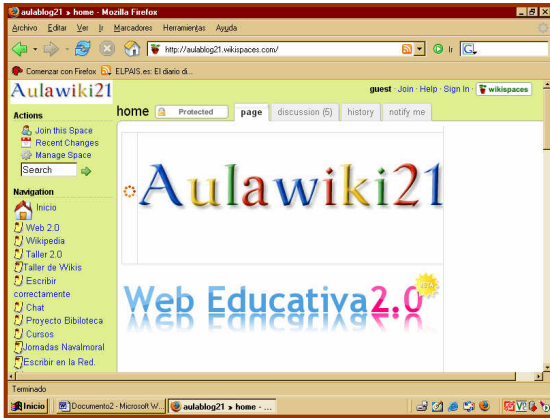 aulablog21 » home - Mozilla Firefox
Archivo Editar Ver Ir Marcadores Herramientas Ayuda
http://aulablog21.wikispaces.com/
Ir
Comenzar con Firefox ELPAIS.es: El diario di...
Aulawiki21
guest · Join · Help · Sign In · wikispaces
home Protected page discussion (5) history notify me
Actions
Join this Space
Recent Changes
Manage Space
Search
Navigation
Inicio
Web 2.0
Wikipedia
Taller 2.0
Taller de Wikis
Escribir
correctamente
Chat
Proyecto Bibiloteca
Cursos
Jornadas Navalmoral
Escribir en la Red.
Aulawiki21
Web Educativa2.0
Terminado
Inicio Documento2 - Microsoft W... aulablog21 » home - ...